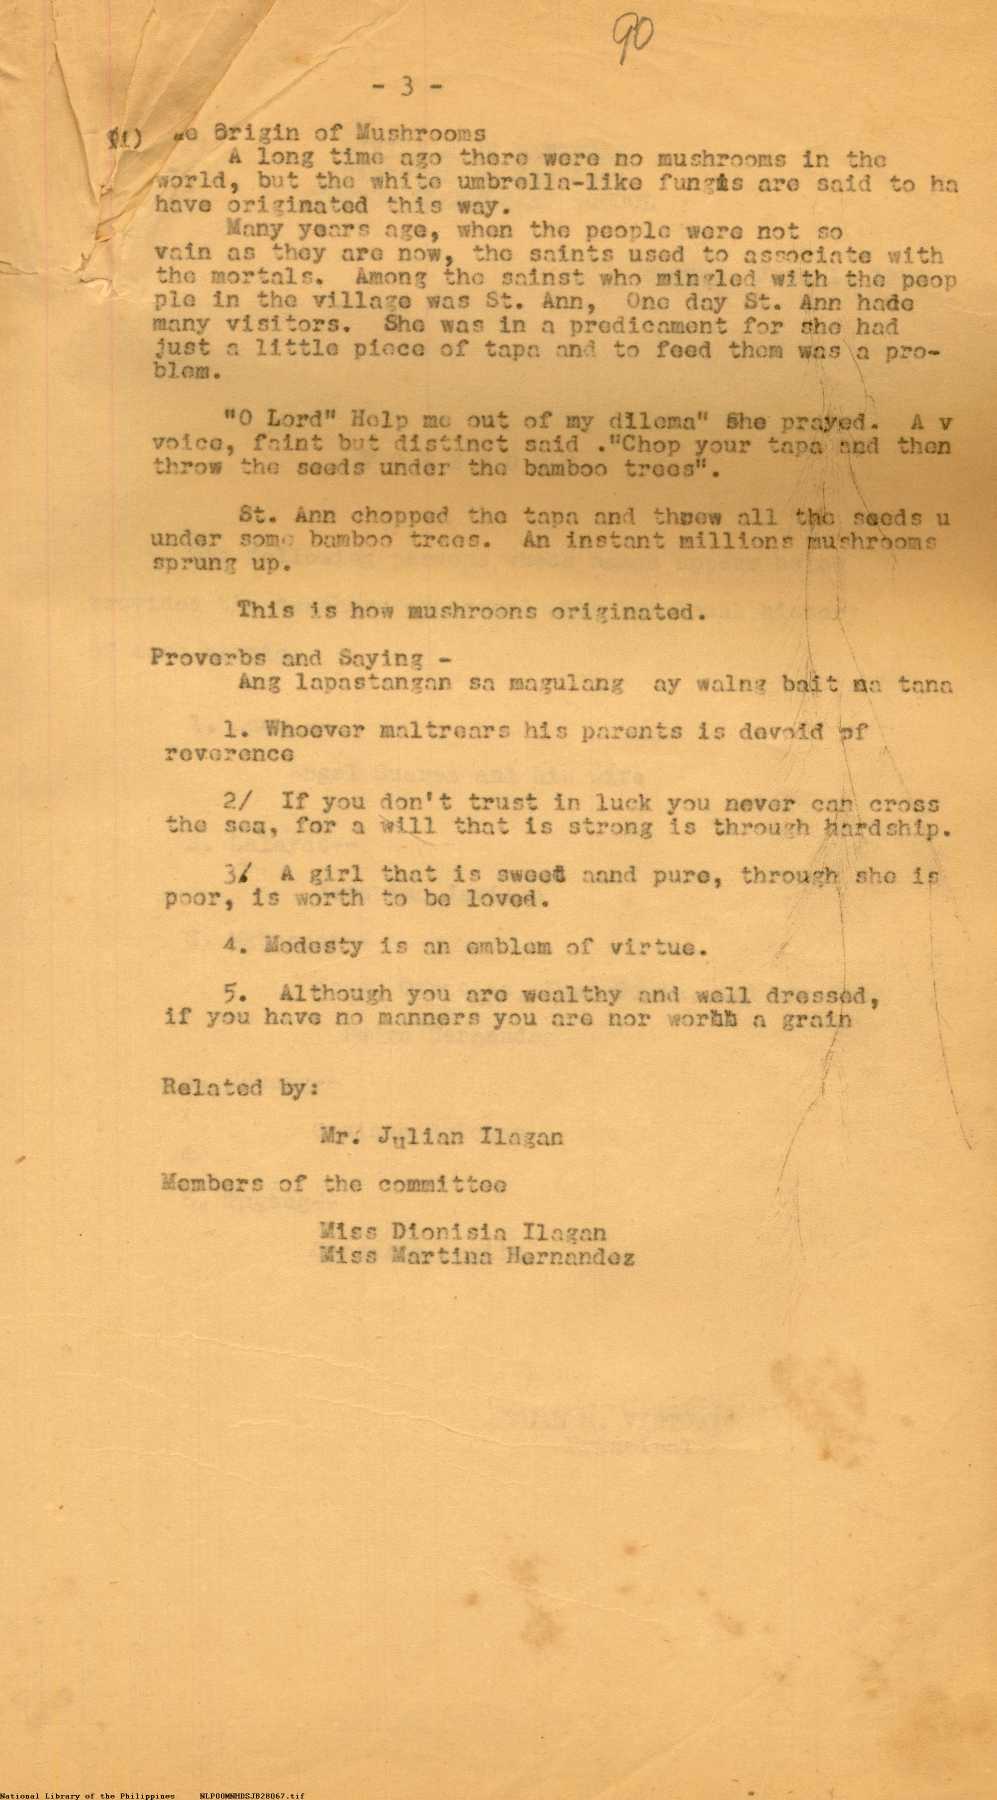 90
- 3 -
(1) he Origin of Mushrooms
A long time ago there were no mushrooms in the
world, but the white umbrella-like fungis are said to ha
have originated this way.
Many years age, when the people were not so
vain as they are now, the saints used to associate with
the mortals. Among the sainst who mingled with the peop
ple in the village was St. Ann, One day St. Ann hade
many visitors. She was in a predicament for she had
just a little piece of tapa and to feed them was a pro-
blem.
"O Lord" Help me out of my dilema" She prayed. A v
voice, faint but distinct said ."Chop your tapa and then
throw the seeds under the bamboo trees".
St. Ann chopped the tapa and threw all the seeds u
under some bamboo trees. An instant millions mushrooms
sprung up.
This is how mushroons originated.
Proverbs and Saying -
Ang lapastangan sa magulang ay walng bait na tana
1. Whoever maltrears his parents is devoid of
reverence
2/ If you don't trust in luck you never can cross
the sea, for a will that is strong is through hardship.
3/ A girl that is sweet aand pure, through she is
poor, is worth to be loved.
4. Modesty is an emblem of virtue.
5. Although you are wealthy and well dressed,
if you have no manners you are nor worth a grain
Related by:
Mr. Julian Ilagan
Members of the committee
Miss Dionisia Ilagan
Miss Martina Hernandez
National Library of the Philippines NLPOOMNHDSJB28067.tif